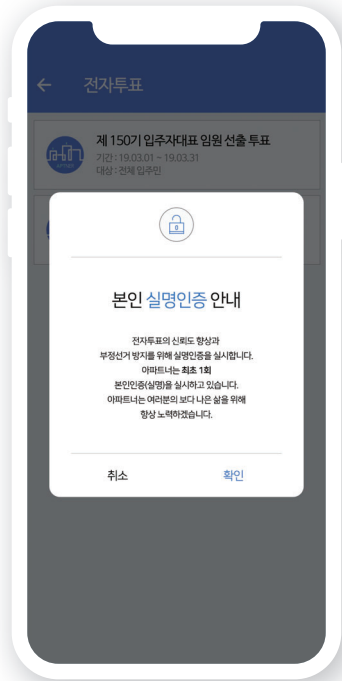 전자투표
제 150기 입주자대표 임원 선출 투표
기간 : 19.03.01 ~ 19.03.31
대상 : 전체 입주민
본인 실명인증 안내
전자투표의 신뢰도 향상과
부정선거 방지를 위해 실명인증을 실시합니다.
아파트너는 최초 1회
본인인증(실명)을 실시하고 있습니다.
아파트너는 여러분의 보다 나은 삶을 위해
항상 노력하겠습니다.
취소 확인